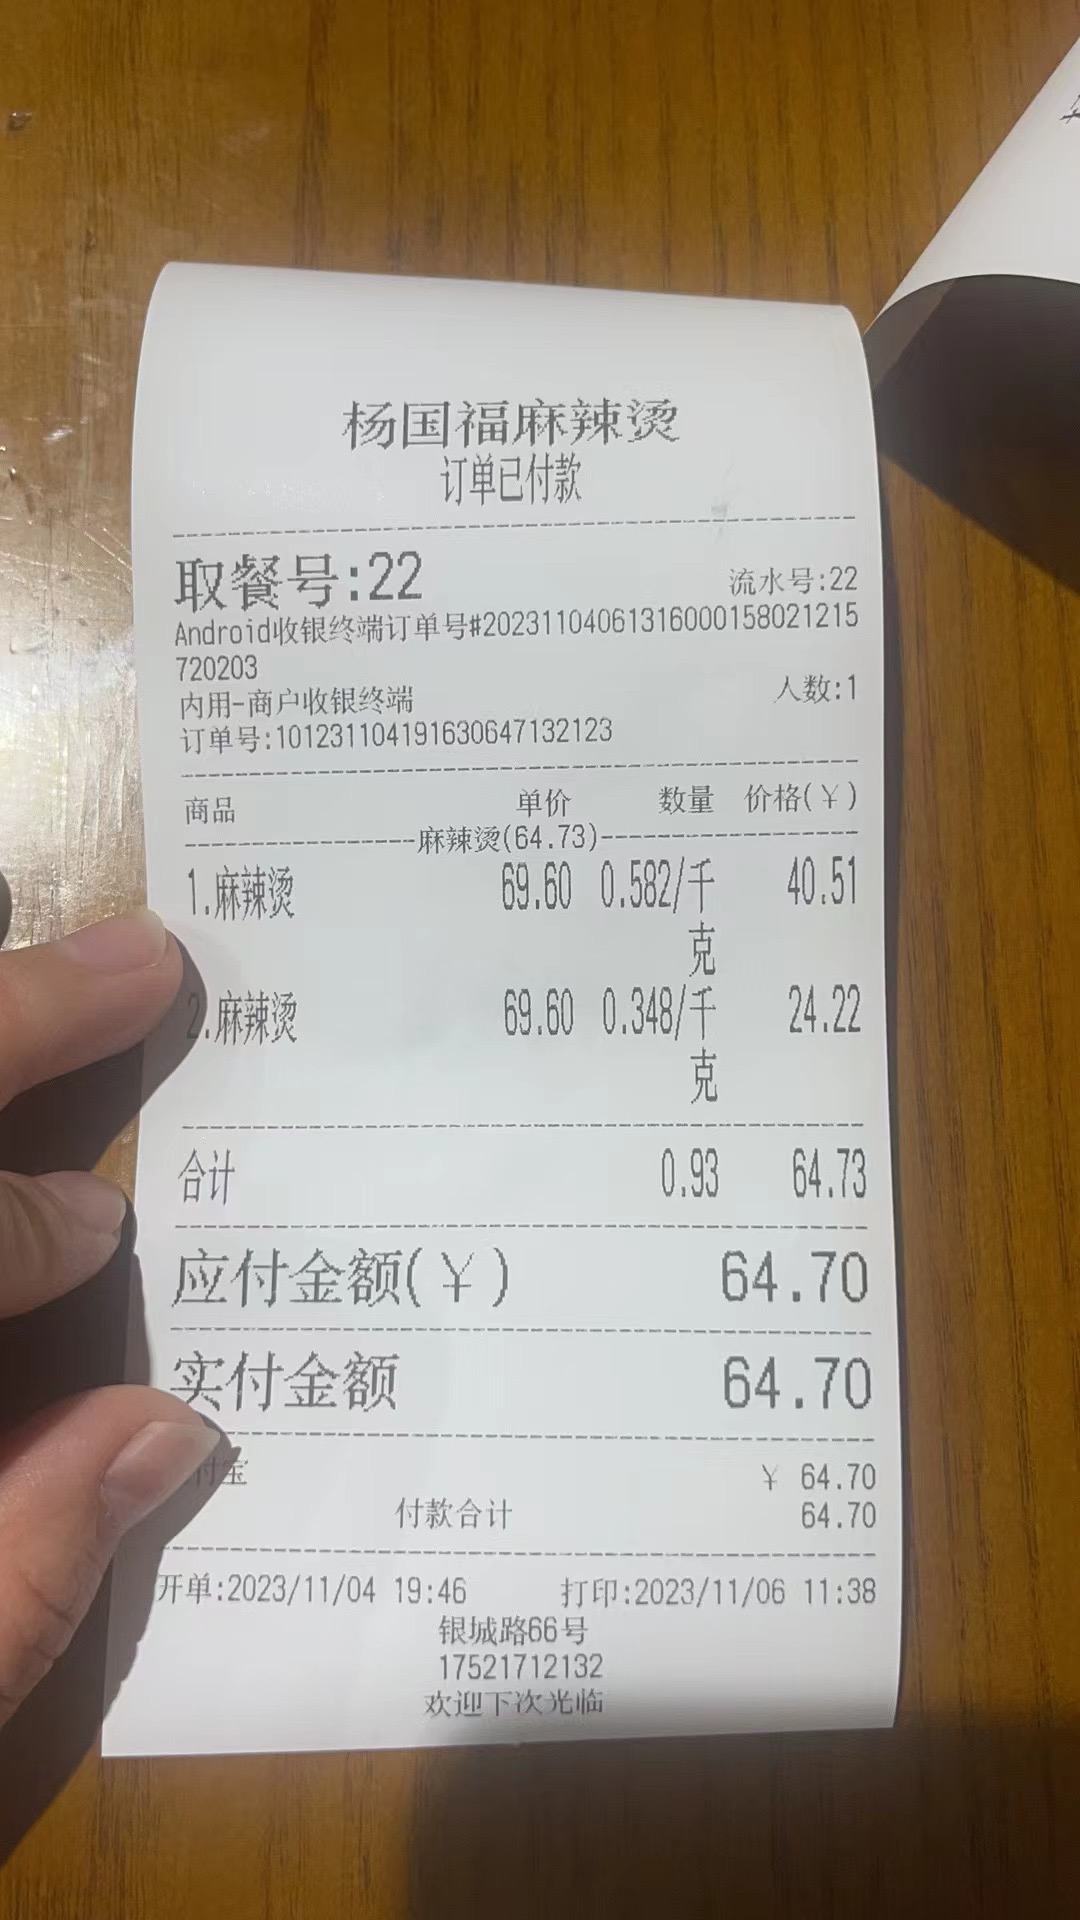 杨国福麻辣烫
订单已付款
取餐号:22 流水号:22
Android收银终端订单号#20231104061316000158021215
720203
内用-商户收银终端 人数:1
订单号:101231104191630647132123
商品 单价 数量 价格(¥)
麻辣烫(64.73)
1.麻辣烫 69.60 0.582/千 40.51
克
2.麻辣烫 69.60 0.348/千 24.22
克
合计 0.93 64.73
应付金额(¥) 64.70
实付金额 64.70
付宝 ¥ 64.70
付款合计 64.70
开单:2023/11/04 19:46 打印:2023/11/06 11:38
银城路66号
17521712132
欢迎下次光临